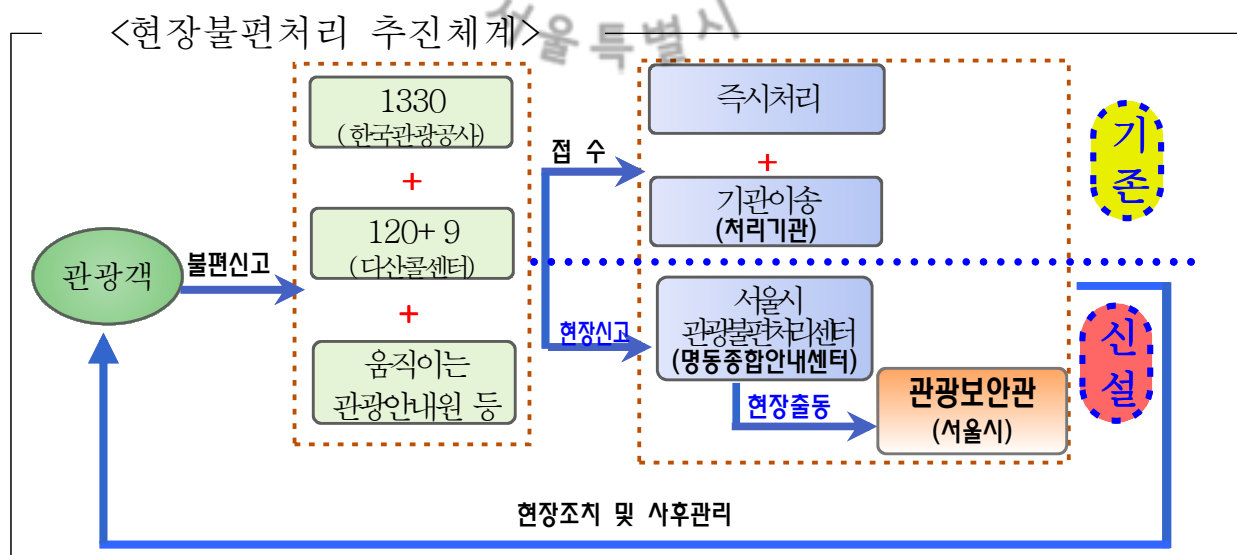 <현장불편처리 추진체계>
서울특별시
1330
(한국관광공사)
+
120+9
(다산콜센터)
+
움직이는
관광안내원 등
관광객
불편신고
접 수
현장신고
즉시처리
+
기관이송
(처리기관)
서울시
관광불편처리센터
(명동종합안내센터)
현장출동
관광보안관
(서울시)
기존
신설
현장조치 및 사후관리